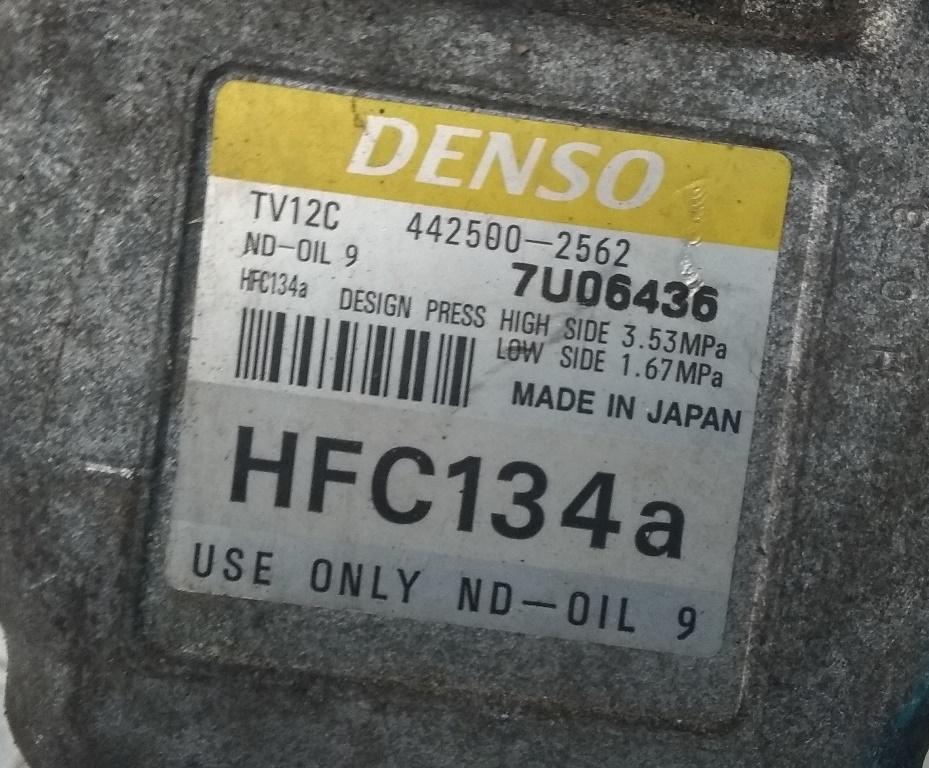 DENSO
TV12C 442500-2562
ND-OIL 9 7U06436
HFC134a DESIGN PRESS HIGH SIDE 3.53MPa
LOW SIDE 1.67MPa
MADE IN JAPAN
HFC134a
USE ONLY ND-OIL 9